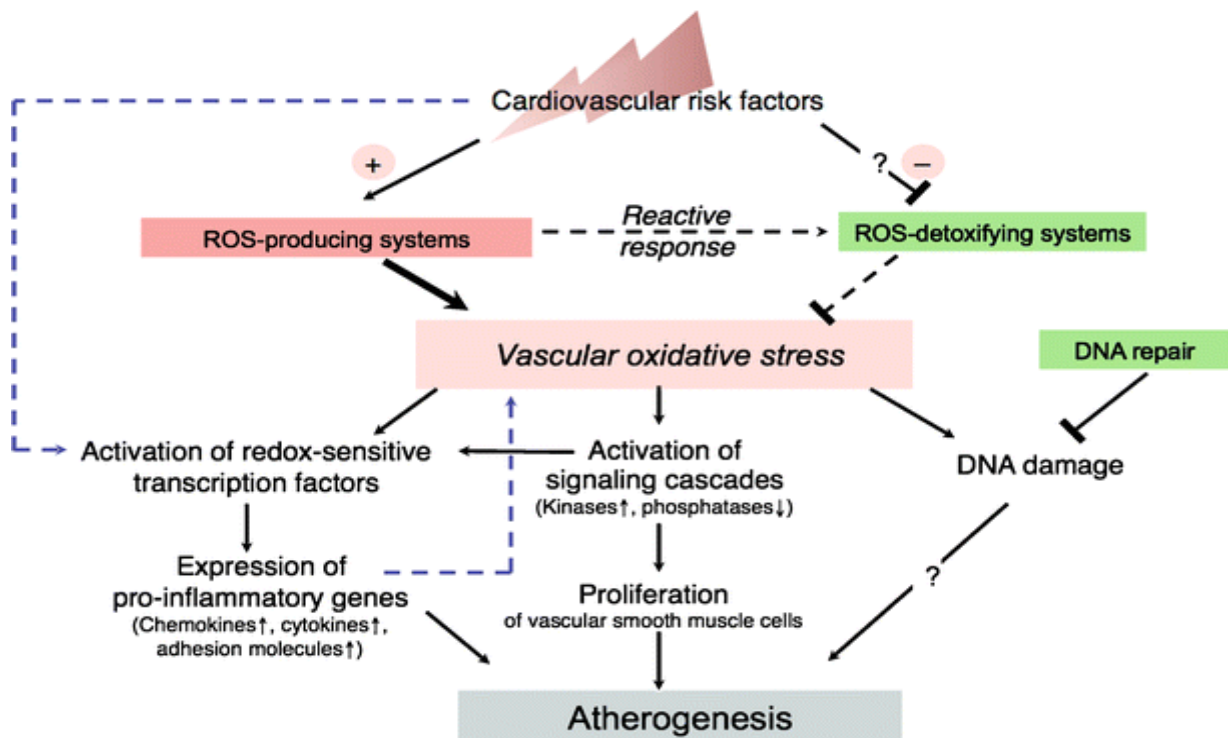 Cardiovascular risk factors
+
?
−
ROS-producing systems
Reactive
response
ROS-detoxifying systems
Vascular oxidative stress
DNA repair
Activation of redox-sensitive
transcription factors
Activation of
signaling cascades
(Kinases↑, phosphatases↓)
DNA damage
Expression of
pro-inflammatory genes
(Chemokines↑, cytokines↑,
adhesion molecules↑)
Proliferation
of vascular smooth muscle cells
?
Atherogenesis